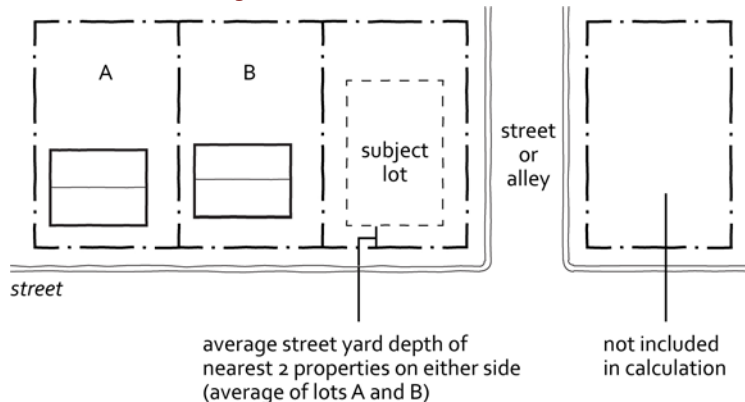 A
B
subject
lot
street
or
alley
street
average street yard depth of
nearest 2 properties on either side
(average of lots A and B)
not included
in calculation